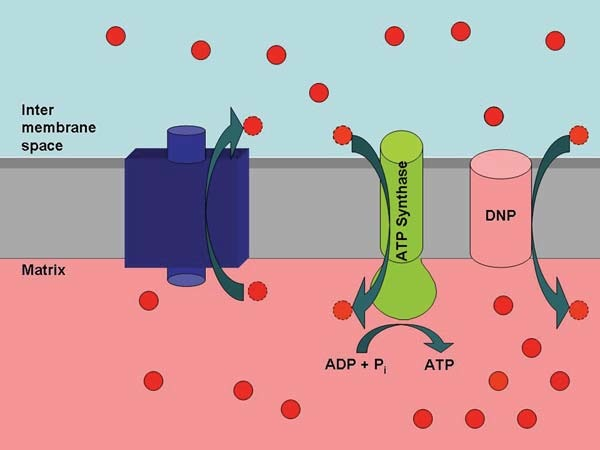 Inter
membrane
space
ATP Synthase
DNP
Matrix
ADP + Pi
ATP